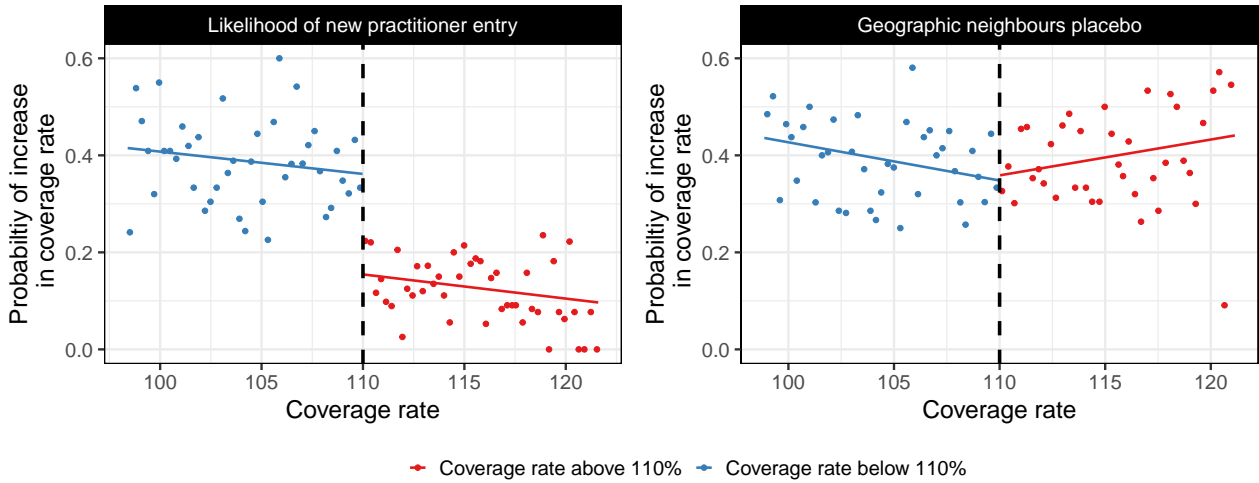 Likelihood of new practitioner entry
Geographic neighbours placebo
Probabiltiy of increase
in coverage rate
0.6
0.4
0.2
0.0
100
105
110
115
120
Coverage rate
Probabiltiy of increase
in coverage rate
0.6
0.4
0.2
0.0
100
105
110
115
120
Coverage rate
Coverage rate above 110%
Coverage rate below 110%